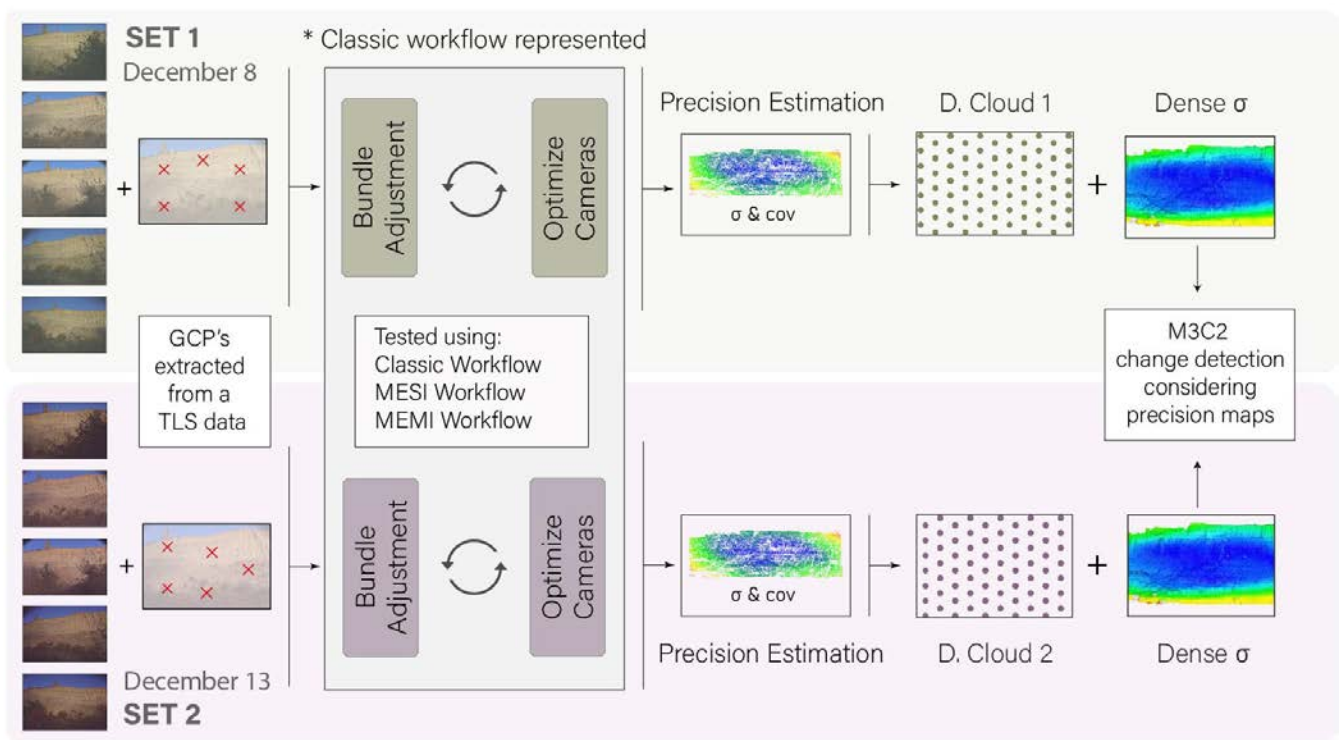 SET 1
December 8
* Classic workflow represented
+
Bundle
Adjustment
Optimize
Cameras
Precision Estimation
σ & cov
D. Cloud 1
+
Dense σ
GCP's
extracted
from a
TLS data
Tested using:
Classic Workflow
MESI Workflow
MEMI Workflow
M3C2
change detection
considering
precision maps
+
Bundle
Adjustment
Optimize
Cameras
σ & cov
Precision Estimation
D. Cloud 2
+
Dense σ
December 13
SET 2